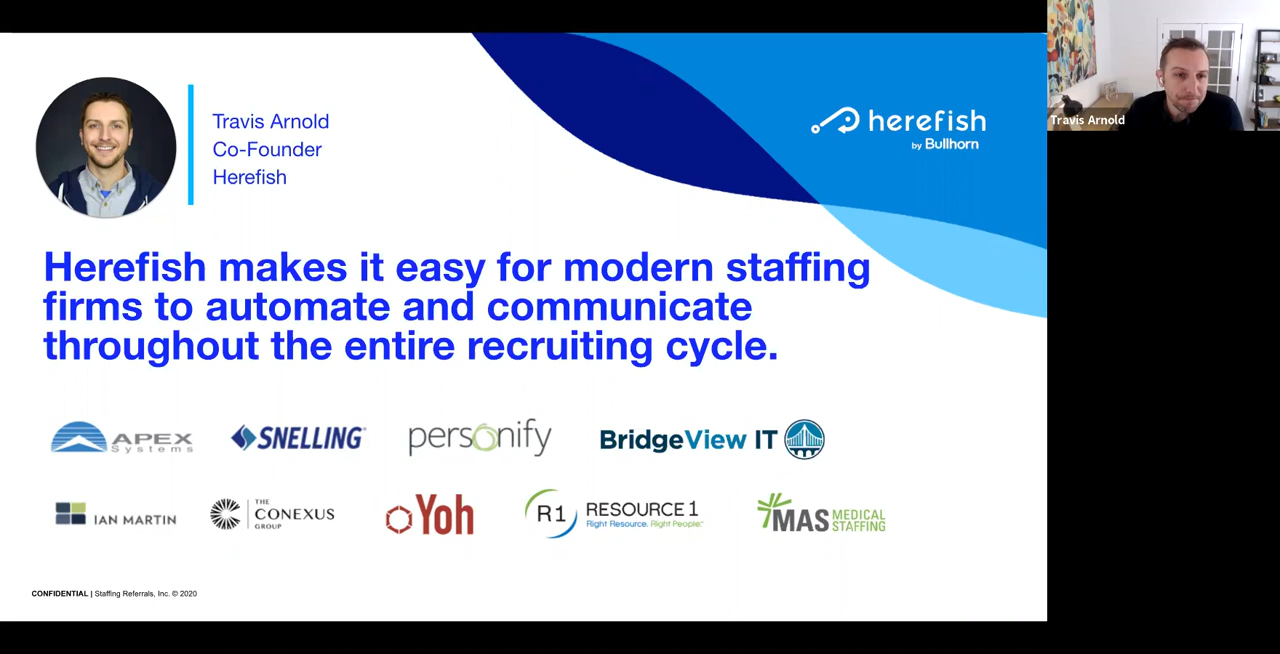 Travis Arnold
Co-Founder
Herefish
herefish
by Bullhorn
Travis Arnold
Herefish makes it easy for modern staffing
firms to automate and communicate
throughout the entire recruiting cycle.
APEX
Systems
SNELLING
personify
BridgeView IT
IAN MARTIN
THE
CONEXUS
GROUP
Yoh
R1
RESOURCE 1
Right Resource. Right People.
MAS
MEDICAL
STAFFING
CONFIDENTIAL | Staffing Referrals, Inc. © 2020